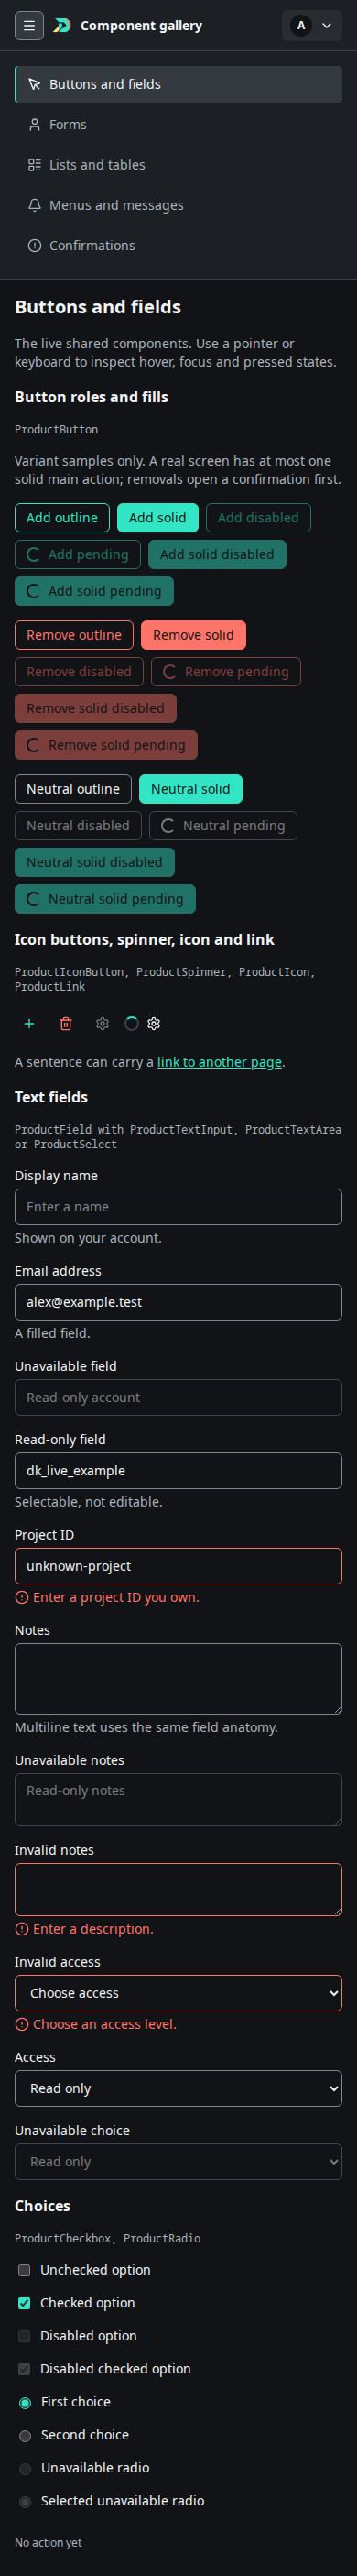 Component gallery
A
Buttons and fields
Forms
Lists and tables
Menus and messages
Confirmations
Buttons and fields
The live shared components. Use a pointer or
keyboard to inspect hover, focus and pressed states.
Button roles and fills
ProductButton
Variant samples only. A real screen has at most one
solid main action; removals open a confirmation first.
Add outline Add solid Add disabled
Add pending Add solid disabled
Add solid pending
Remove outline Remove solid
Remove disabled Remove pending
Remove solid disabled
Remove solid pending
Neutral outline Neutral solid
Neutral disabled Neutral pending
Neutral solid disabled
Neutral solid pending
Icon buttons, spinner, icon and link
ProductIconButton, ProductSpinner, ProductIcon,
ProductLink
A sentence can carry a link to another page.
Text fields
ProductField with ProductTextInput, ProductTextArea
or ProductSelect
Display name
Enter a name
Shown on your account.
Email address
alex@example.test
A filled field.
Unavailable field
Read-only account
Read-only field
dk_live_example
Selectable, not editable.
Project ID
unknown-project
Enter a project ID you own.
Notes
Multiline text uses the same field anatomy.
Unavailable notes
Read-only notes
Invalid notes
Enter a description.
Invalid access
Choose access
Choose an access level.
Access
Read only
Unavailable choice
Read only
Choices
ProductCheckbox, ProductRadio
Unchecked option
Checked option
Disabled option
Disabled checked option
First choice
Second choice
Unavailable radio
Selected unavailable radio
No action yet